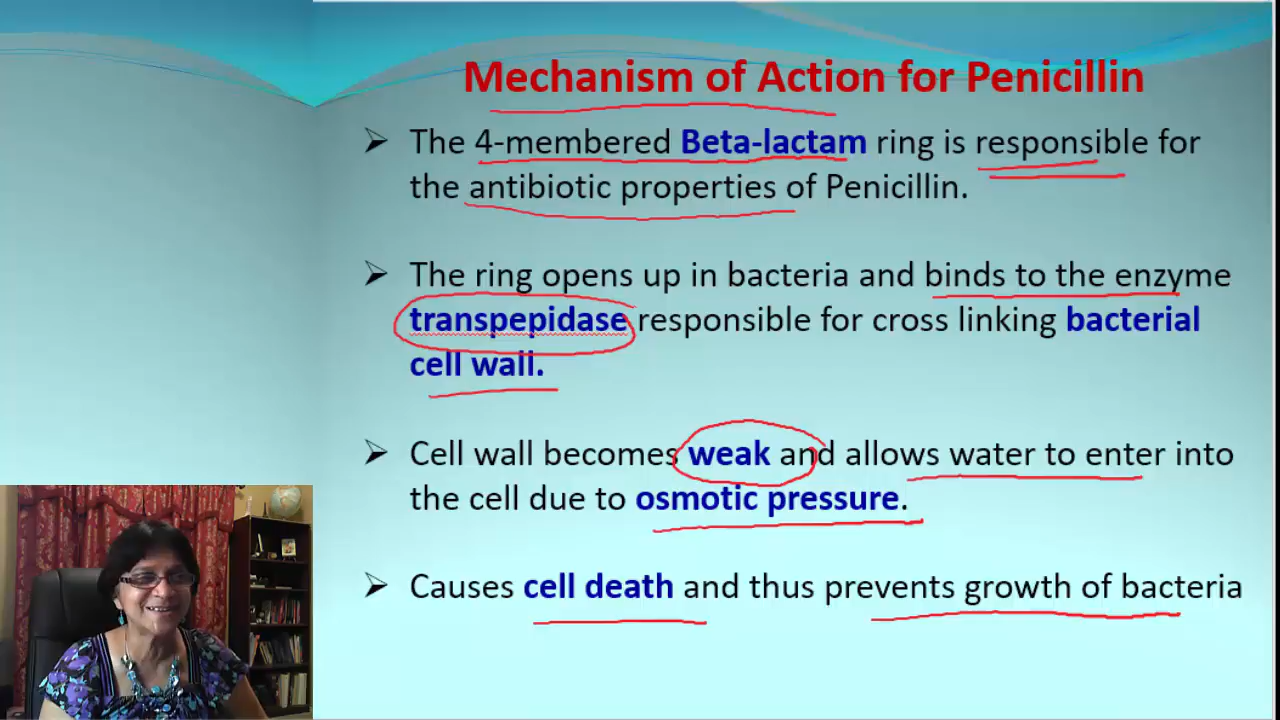 Mechanism of Action for Penicillin
➢ The 4-membered Beta-lactam ring is responsible for
the antibiotic properties of Penicillin.
➢ The ring opens up in bacteria and binds to the enzyme
transpepidase responsible for cross linking bacterial
cell wall.
➢ Cell wall becomes weak and allows water to enter into
the cell due to osmotic pressure.
➢ Causes cell death and thus prevents growth of bacteria